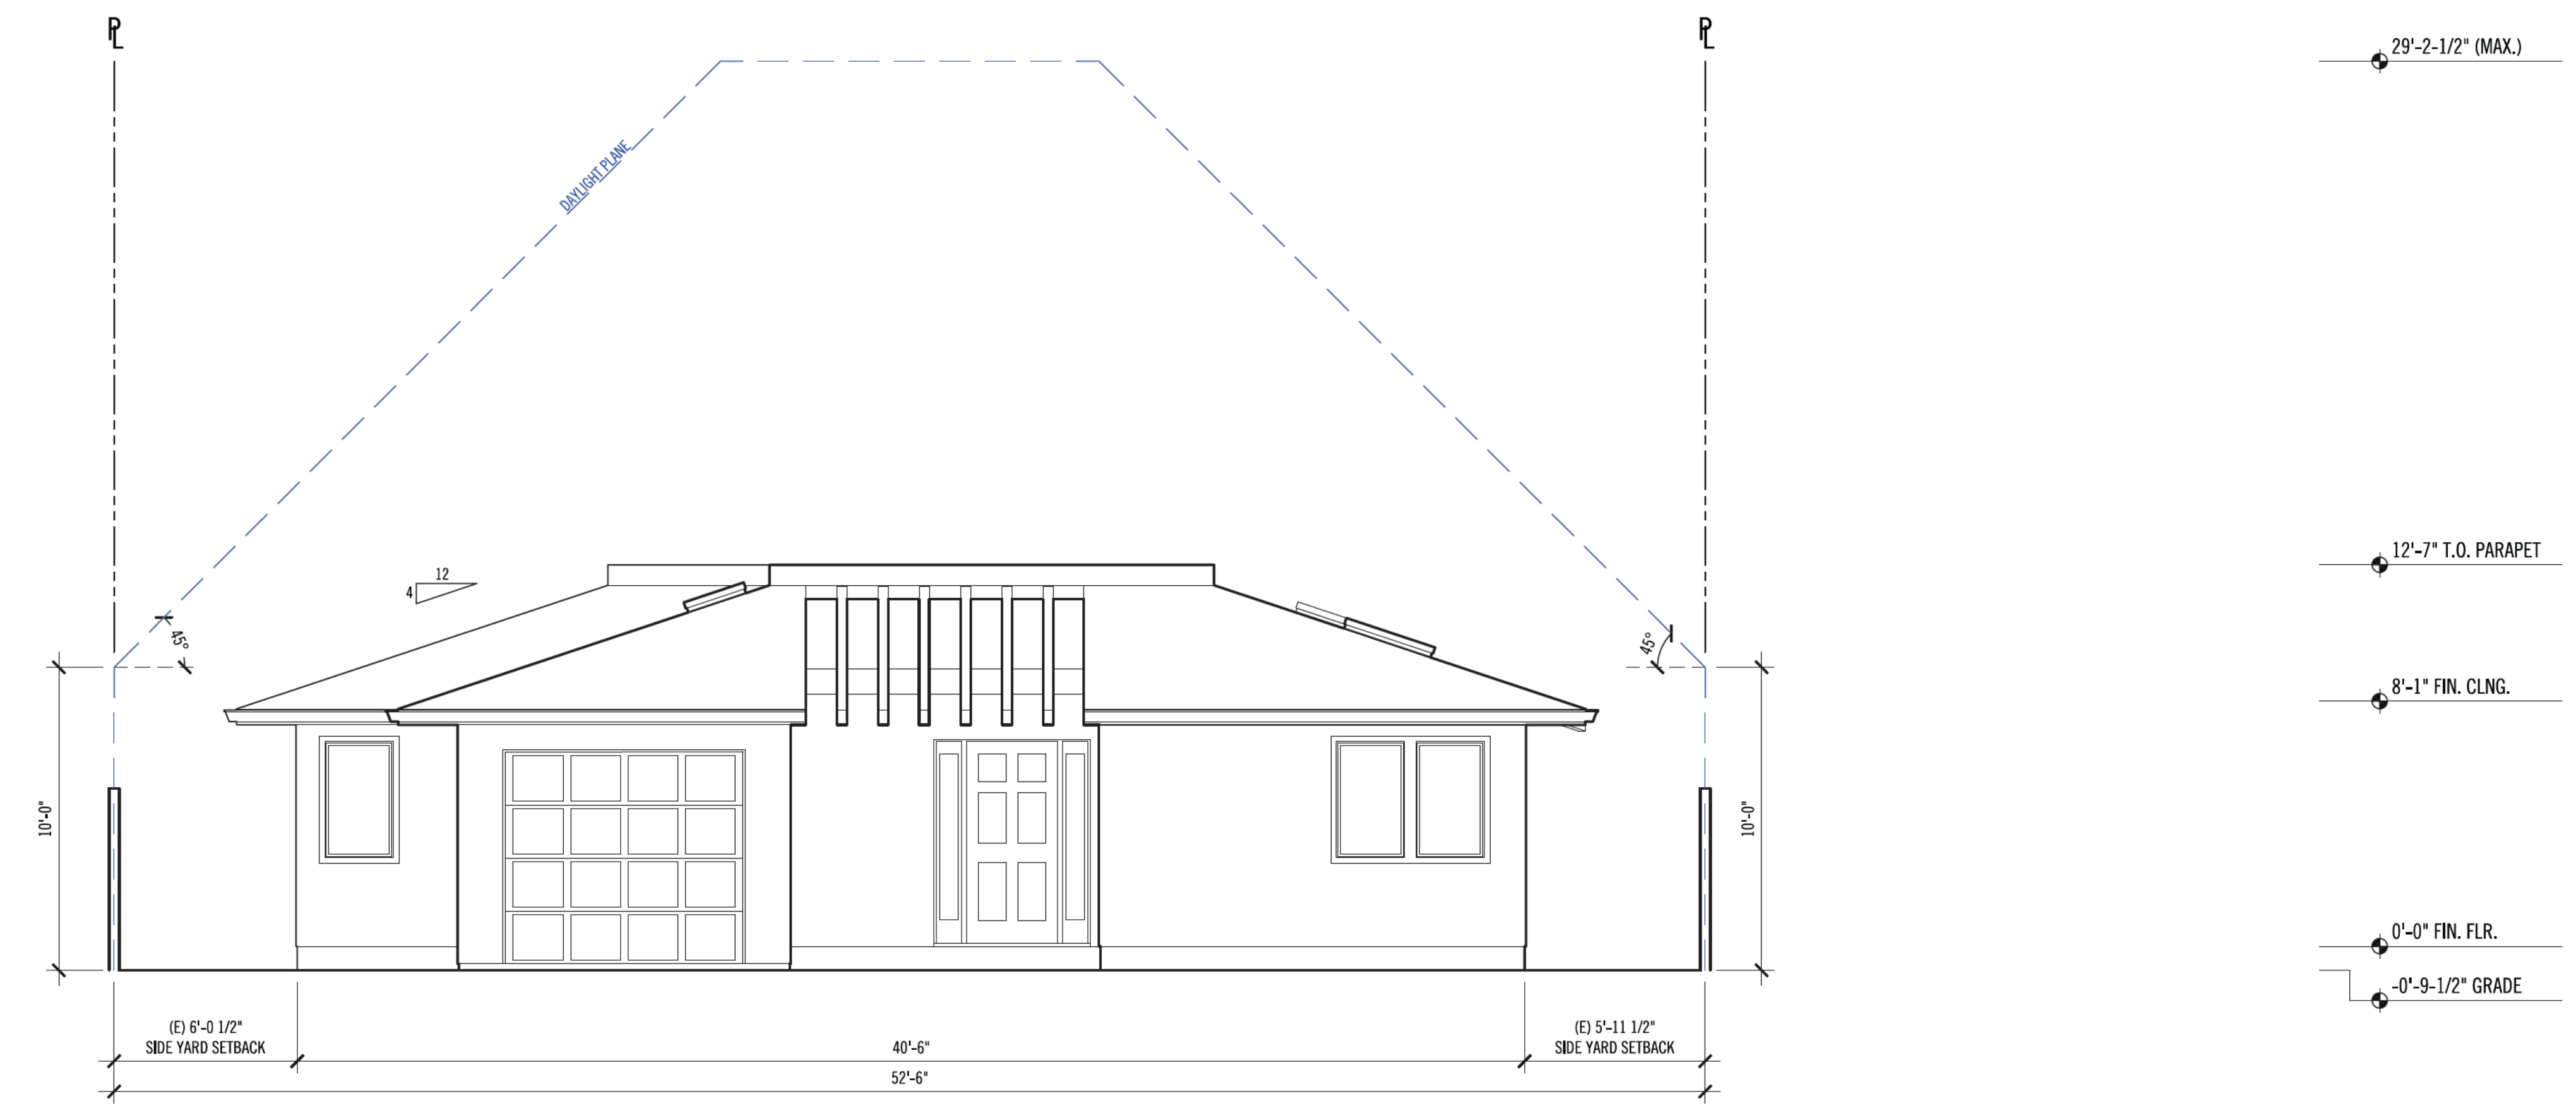 PL
PL
29'-2-1/2" (MAX.)
DAYLIGHT PLANE
12'-7" T.O. PARAPET
12
4
45°
45°
8'-1" FIN. CLNG.
10'-0"
10'-0"
0'-0" FIN. FLR.
-0'-9-1/2" GRADE
(E) 6'-0 1/2"
SIDE YARD SETBACK
40'-6"
(E) 5'-11 1/2"
SIDE YARD SETBACK
52'-6"